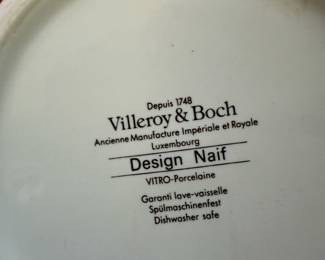 Depuis 1748
Villeroy & Boch
Ancienne Manufacture Impériale et Royale
Luxembourg
Design Naif
VITRO-Porcelaine
Garanti lave-vaisselle
Spülmaschinenfest
Dishwasher safe